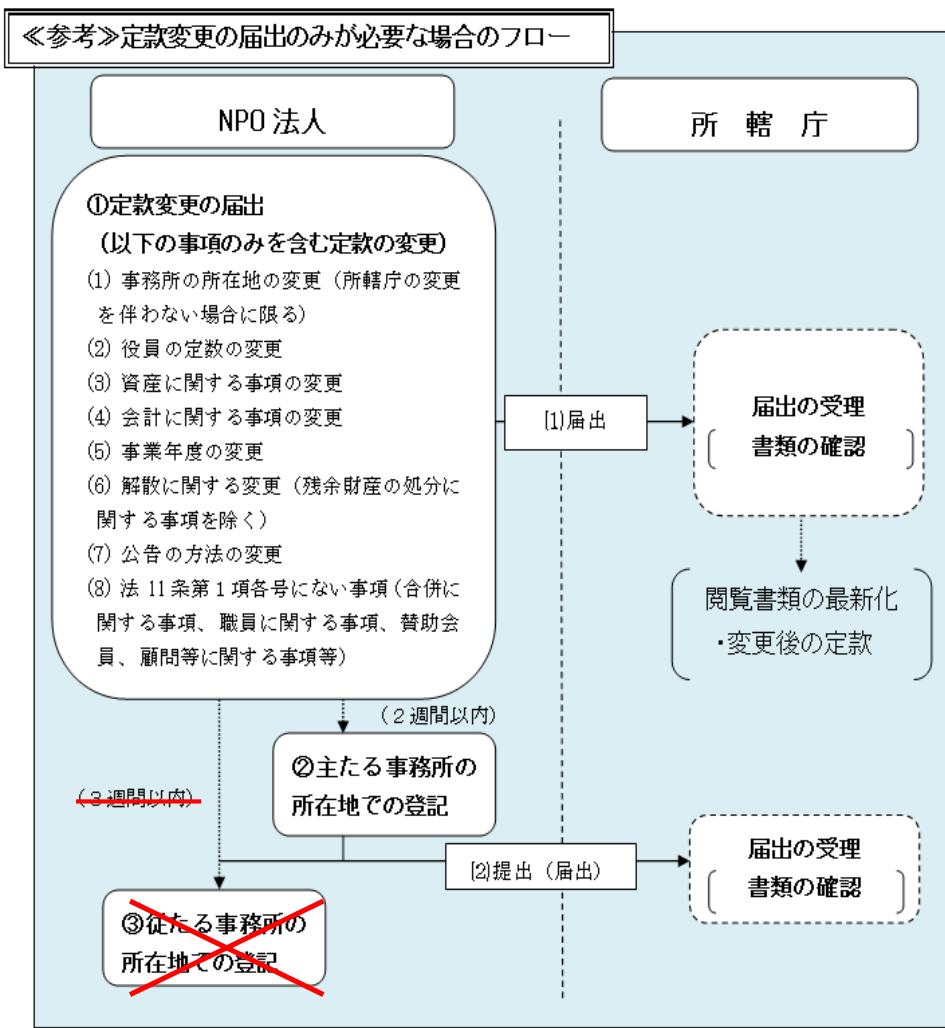 ≪参考≫定款変更の届出のみが必要な場合のフロー
NPO法人
所 轄 庁
①定款変更の届出
(以下の事項のみを含む定款の変更)
(1) 事務所の所在地の変更（所轄庁の変更
を伴わない場合に限る）
(2) 役員の定数の変更
(3) 資産に関する事項の変更
(4) 会計に関する事項の変更
(5) 事業年度の変更
(6) 解散に関する変更（残余財産の処分に
関する事項を除く）
(7) 公告の方法の変更
(8) 法 11 条第 1 項各号にない事項（合併に
関する事項、職員に関する事項、賛助会
員、顧問等に関する事項等）
(1)届出
届出の受理
書類の確認
閲覧書類の最新化
・変更後の定款
(２週間以内)
②主たる事務所の
所在地での登記
(３週間以内)
(2)提出（届出）
届出の受理
書類の確認
③従たる事務所の
所在地での登記